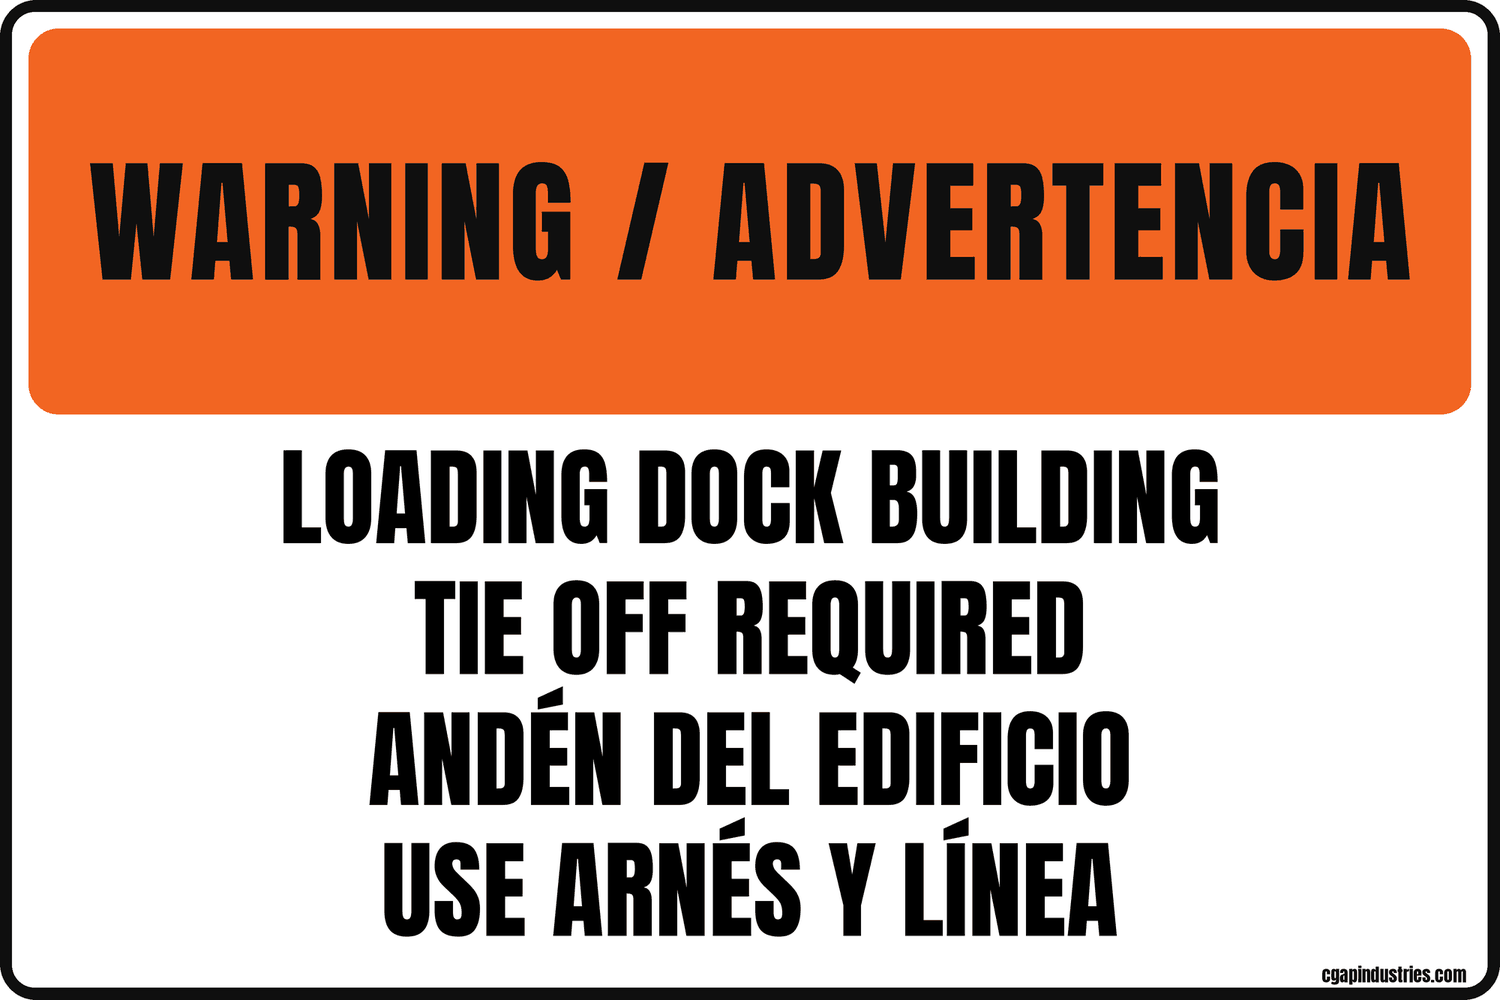 WARNING / ADVERTENCIA
LOADING DOCK BUILDING
TIE OFF REQUIRED
ANDÉN DEL EDIFICIO
USE ARNÉS Y LÍNEA
cgapindustries.com